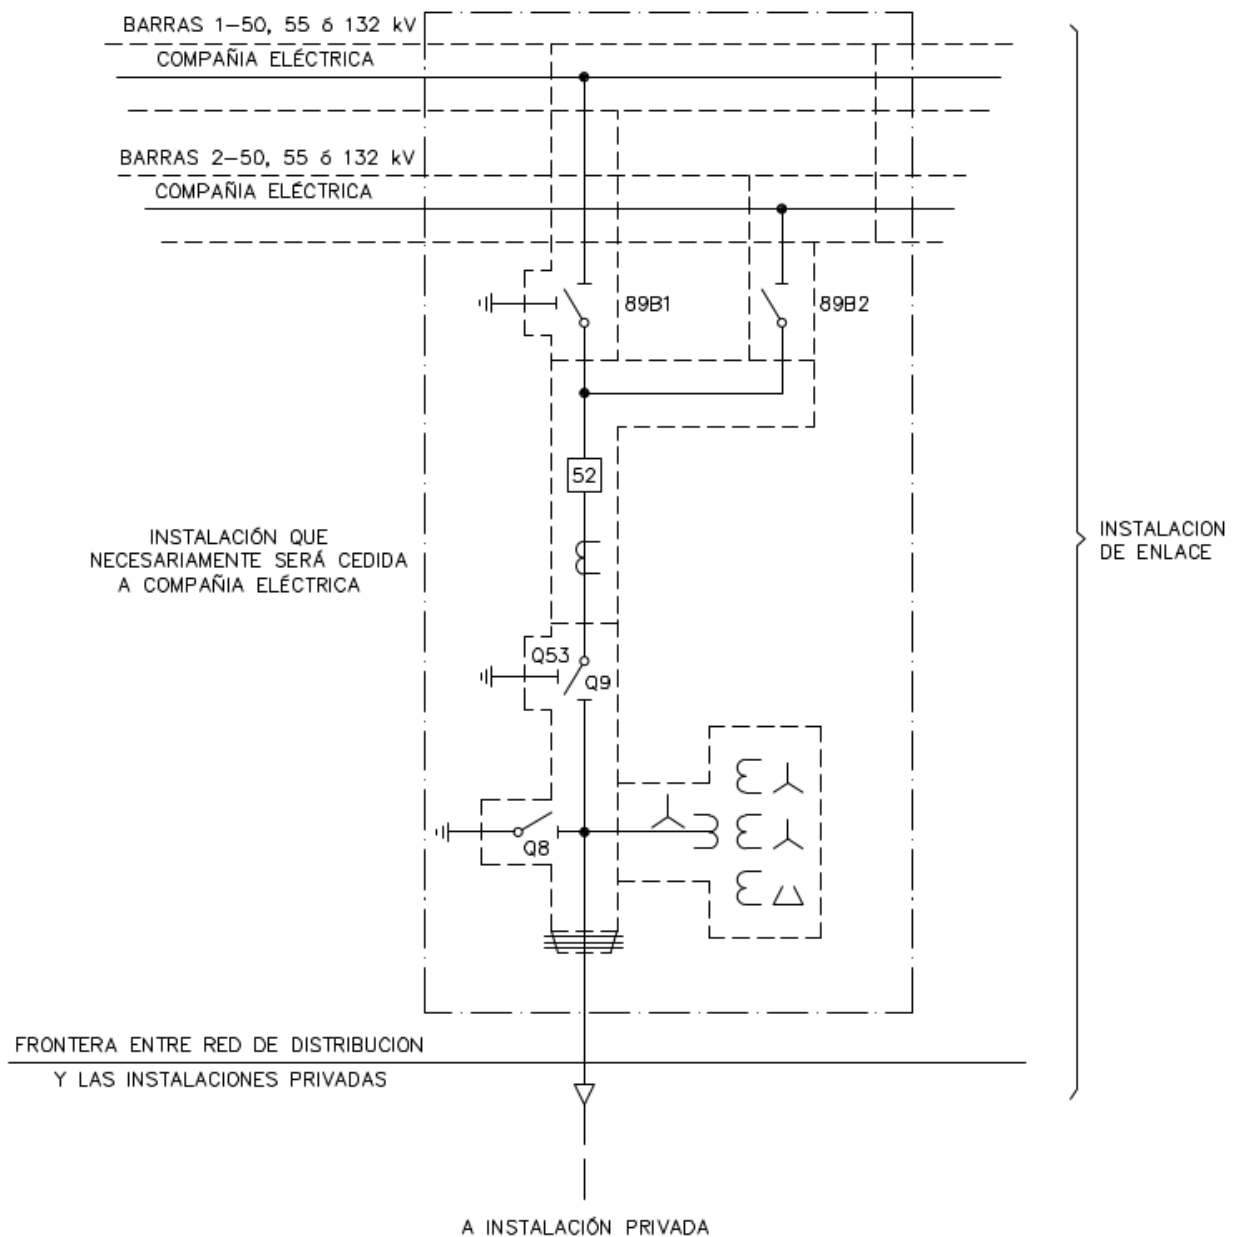 BARRAS 1-50, 55 ó 132 kV
COMPAÑIA ELÉCTRICA
BARRAS 2-50, 55 ó 132 kV
COMPAÑIA ELÉCTRICA
89B1
89B2
52
INSTALACIÓN QUE
NECESARIAMENTE SERÁ CEDIDA
A COMPAÑIA ELÉCTRICA
INSTALACION
DE ENLACE
Q53
Q9
Q8
FRONTERA ENTRE RED DE DISTRIBUCION
Y LAS INSTALACIONES PRIVADAS
A INSTALACIÓN PRIVADA